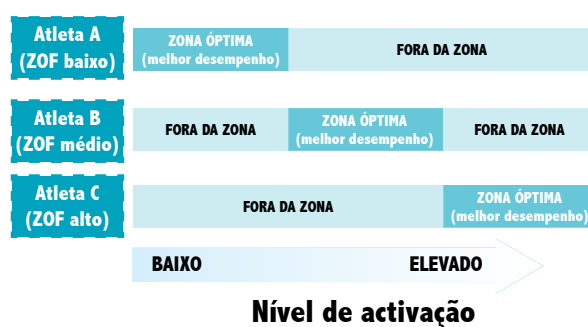 Atleta A
(ZOF baixo)
ZONA ÓPTIMA
(melhor desempenho)
FORA DA ZONA
Atleta B
(ZOF médio)
FORA DA ZONA
ZONA ÓPTIMA
(melhor desempenho)
FORA DA ZONA
Atleta C
(ZOF alto)
FORA DA ZONA
ZONA ÓPTIMA
(melhor desempenho)
BAIXO
ELEVADO
Nível de activação